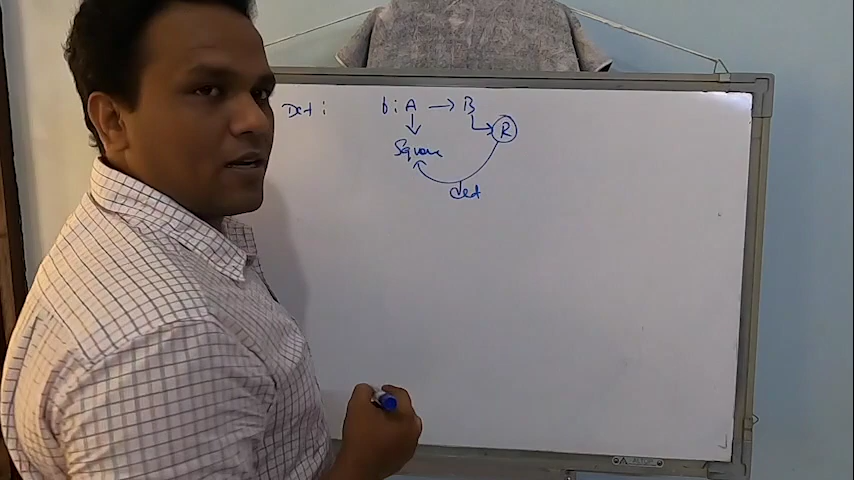 Det : b : A → B
R
Square
det